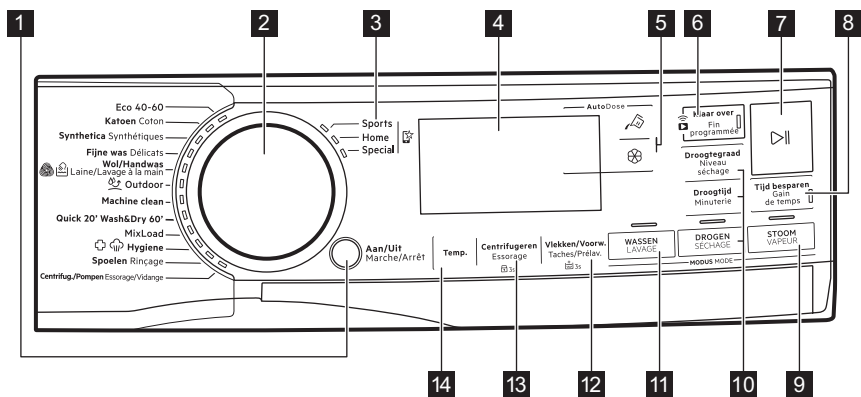 1
2
3
4
5
6
7
8
Eco 40-60
Katoen Coton
Synthetica Synthétiques
Fijne was Délicats
Wol/Handwas
Laine/Lavage à la main
Outdoor
Machine clean
Quick 20' Wash&Dry 60'
MixLoad
Hygiene
Spoelen Rinçage
Centrifug./Pompen Essorage/Vidange
Sports
Home
Special
Aan/Uit
Marche/Arrêt
AutoDose
Klaar over
Fin
programmée
Droogtegraad
Niveau
séchage
Droogtijd
Minuterie
Tijd besparen
Gain
de temps
Temp.
Centrifugeren
Essorage
3s
Vlekken/Voorw.
Taches/Prélav.
3s
WASSEN
LAVAGE
DROGEN
SÉCHAGE
STOOM
VAPEUR
MODUS MODE
14
13
12
11
10
9